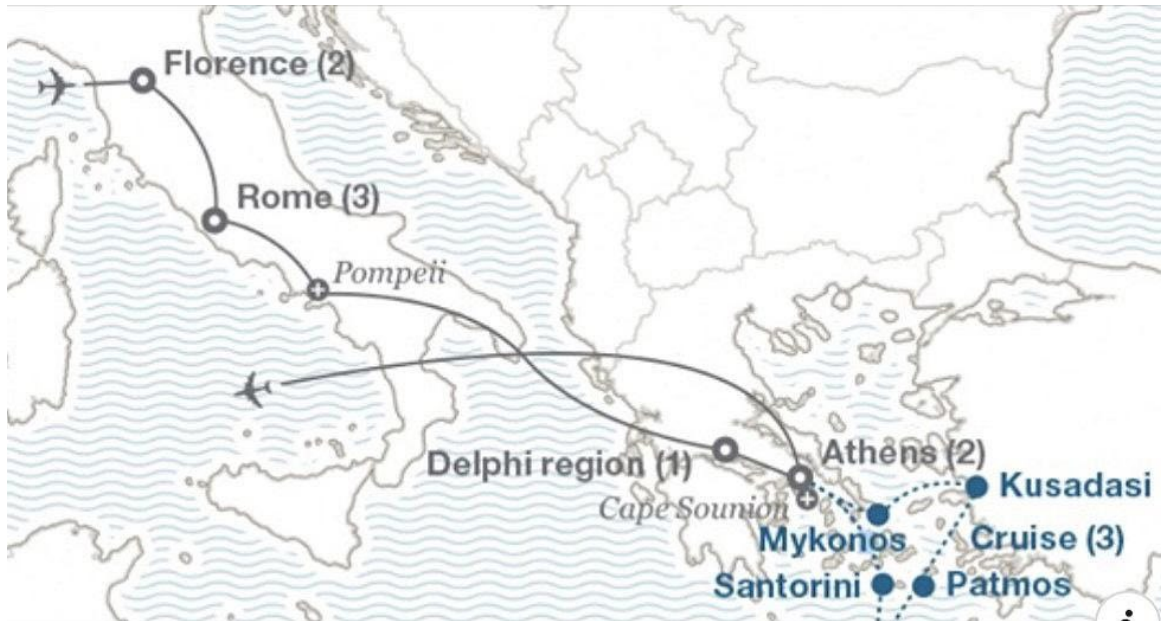 Florence (2)
Rome (3)
Pompeii
Delphi region (1)
Athens (2)
Cape Sounion
Kusadasi
Mykonos
Cruise (3)
Santorini
Patmos